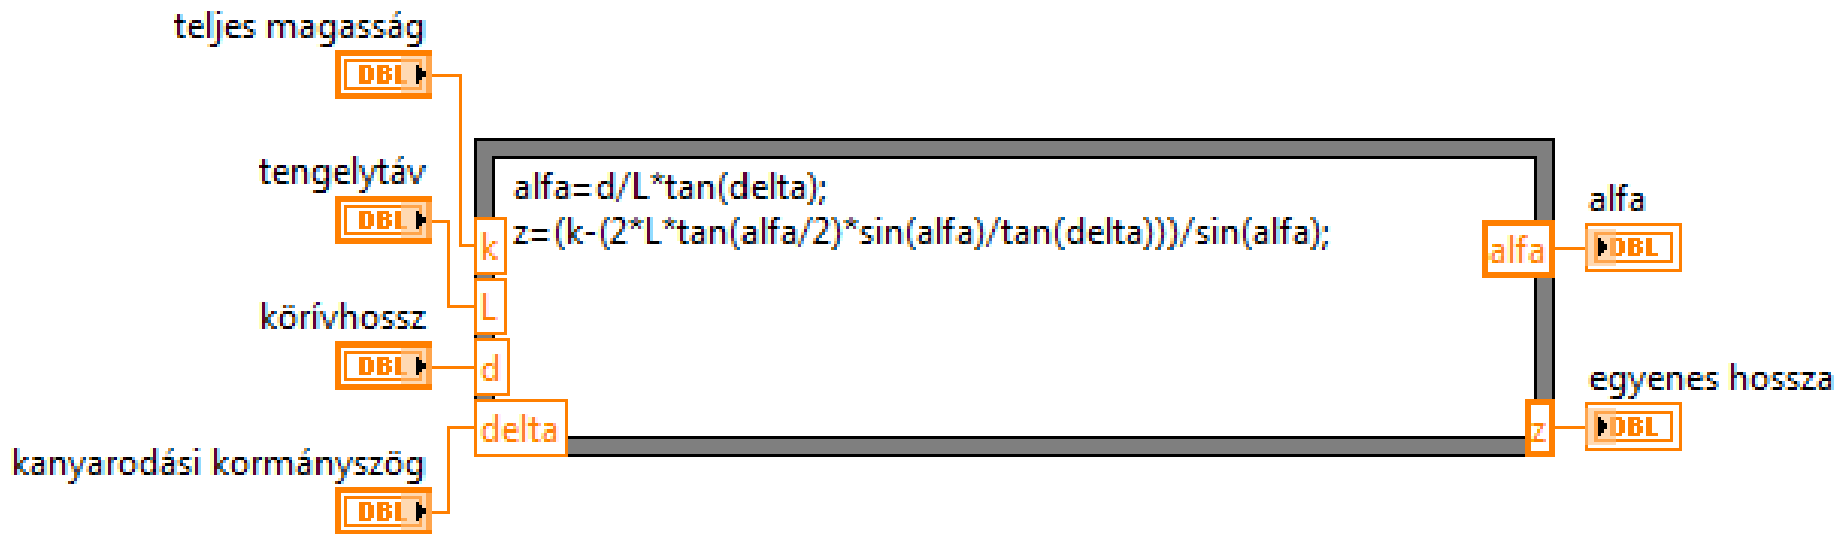 teljes magasság
DBL
tengelytáv
DBL
körívhossz
DBL
kanyarodási kormányszög
DBL
alfa=d/L*tan(delta);
z=(k-(2*L*tan(alfa/2)*sin(alfa)/tan(delta)))/sin(alfa);
k
L
d
delta
alfa
z
alfa
DBL
egyenes hossza
DBL